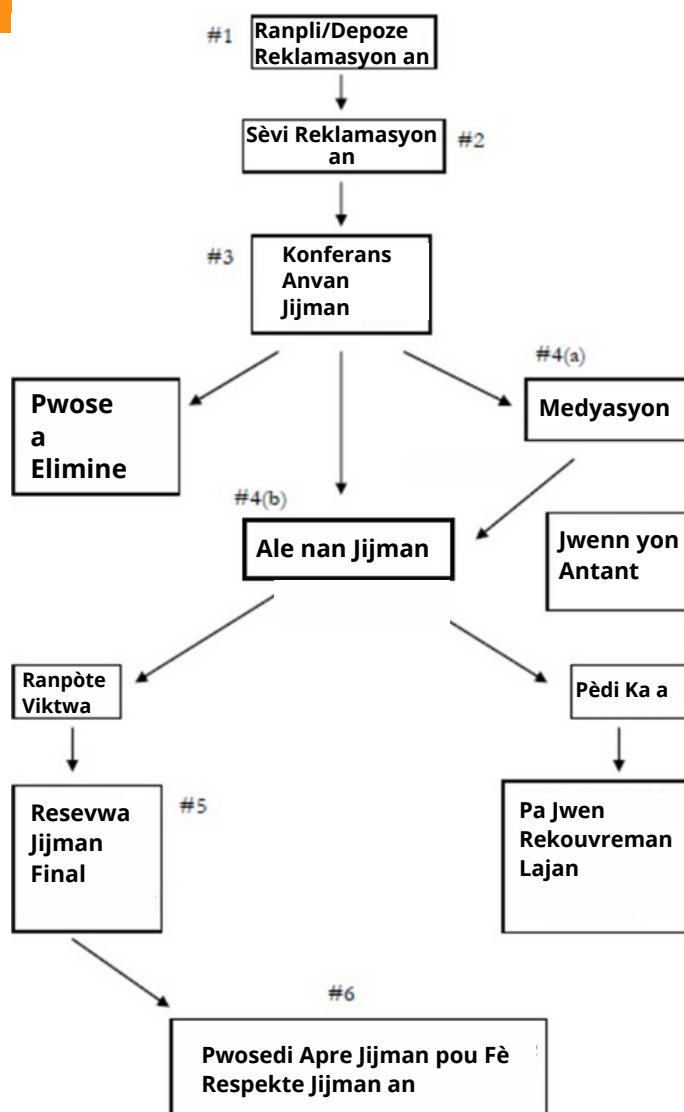 #1
Ranpli/Depoze
Reklamasyon an
Sèvi Reklamasyon
an
#2
#3
Konferans
Anvan
Jijman
Pwose
a
Elimine
#4(a)
Medyasyon
#4(b)
Ale nan Jijman
Jwenn yon
Antant
Ranpòte
Viktwa
Pèdi Ka a
Resevwa
Jijman
Final
#5
Pa Jwen
Rekouvreman
Lajan
#6
Pwosedi Apre Jijman pou Fè
Respekte Jijman an